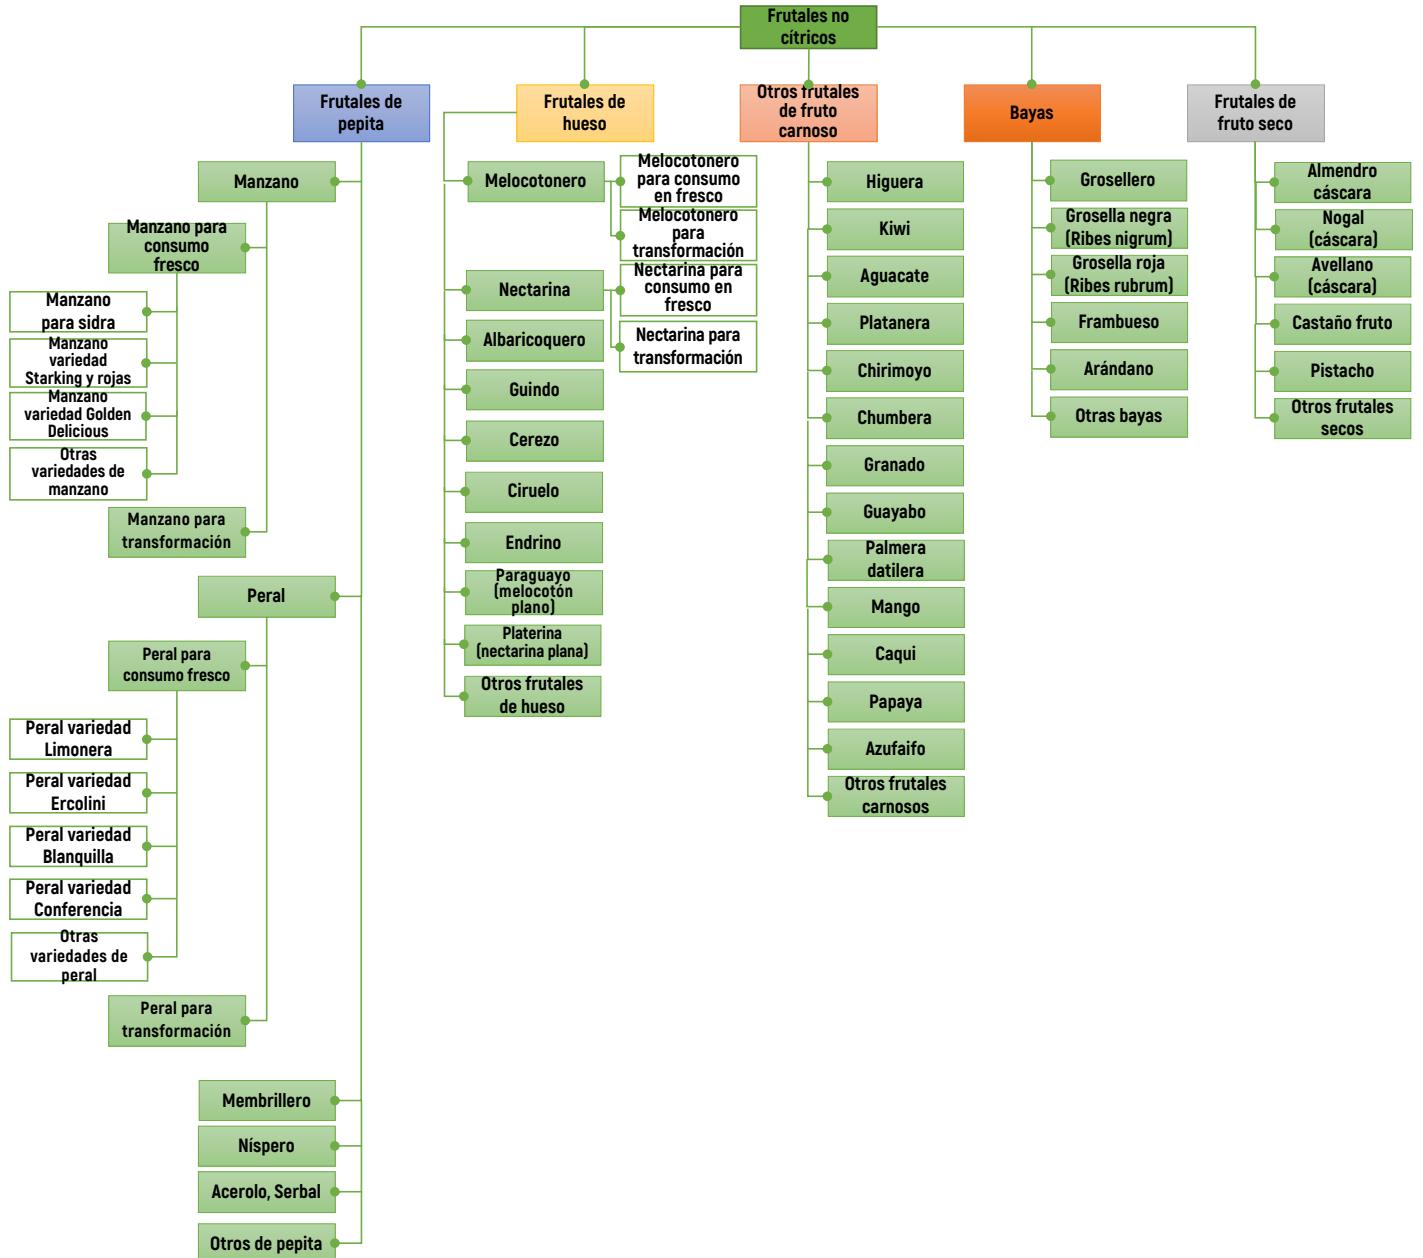 Frutales no
cítricos
Frutales de
pepita
Frutales de
hueso
Otros frutales
de fruto
carnoso
Bayas
Frutales de
fruto seco
Manzano
Manzano para
consumo
fresco
Manzano
para sidra
Manzano
variedad
Starking y rojas
Manzano
variedad Golden
Delicious
Otras
variedades de
manzano
Manzano para
transformación
Peral
Peral para
consumo fresco
Peral variedad
Limonera
Peral variedad
Ercolini
Peral variedad
Blanquilla
Peral variedad
Conferencia
Otras
variedades de
peral
Peral para
transformación
Membrillero
Níspero
Acerolo, Serbal
Otros de pepita
Melocotonero
Melocotonero
para consumo
en fresco
Melocotonero
para
transformación
Nectarina
Nectarina para
consumo en
fresco
Nectarina para
transformación
Albaricoquero
Guindo
Cerezo
Ciruelo
Endrino
Paraguayo
(melocotón
plano)
Platerina
(nectarina plana)
Otros frutales
de hueso
Higuera
Kiwi
Aguacate
Platanera
Chirimoyo
Chumbera
Granado
Guayabo
Palmera
datilera
Mango
Caqui
Papaya
Azufaifo
Otros frutales
carnosos
Grosellero
Grosella negra
(Ribes nigrum)
Grosella roja
(Ribes rubrum)
Frambueso
Arándano
Otras bayas
Almendro
cáscara
Nogal
(cáscara)
Avellano
(cáscara)
Castaño fruto
Pistacho
Otros frutales
secos